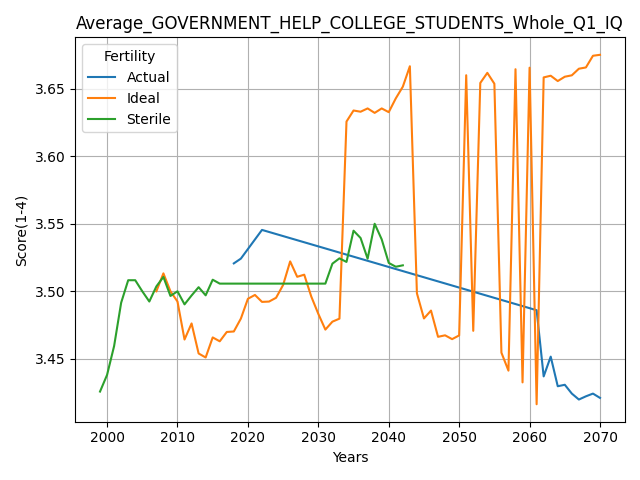 Average_GOVERNMENT_HELP_COLLEGE_STUDENTS_Whole_Q1_IQ
Fertility
Actual
Ideal
Sterile
3.65
3.60
3.55
3.50
3.45
Score(1-4)
2000 2010 2020 2030 2040 2050 2060 2070
Years